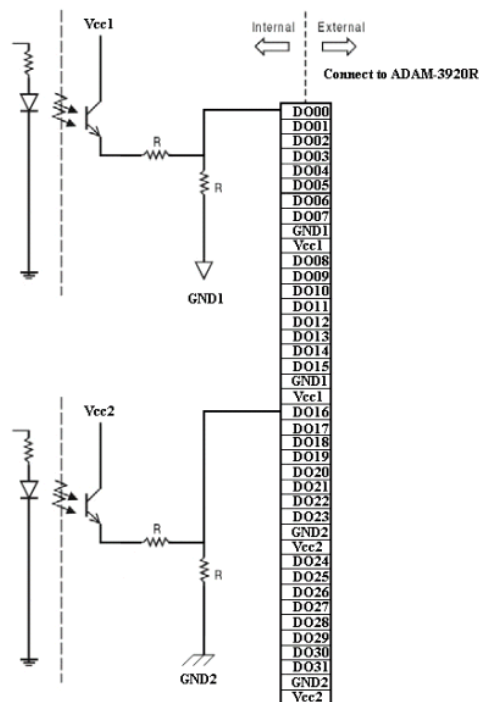 Vcc1
Internal
External
Connect to ADAM-3920R
DO00
DO01
DO02
DO03
DO04
DO05
DO06
DO07
GND1
Vcc1
DO08
DO09
DO10
DO11
DO12
DO13
DO14
DO15
GND1
Vcc1
R
R
GND1
DO16
DO17
DO18
DO19
DO20
DO21
DO22
DO23
GND2
Vcc2
DO24
DO25
DO26
DO27
DO28
DO29
DO30
DO31
GND2
Vcc2
Vcc2
R
R
GND2